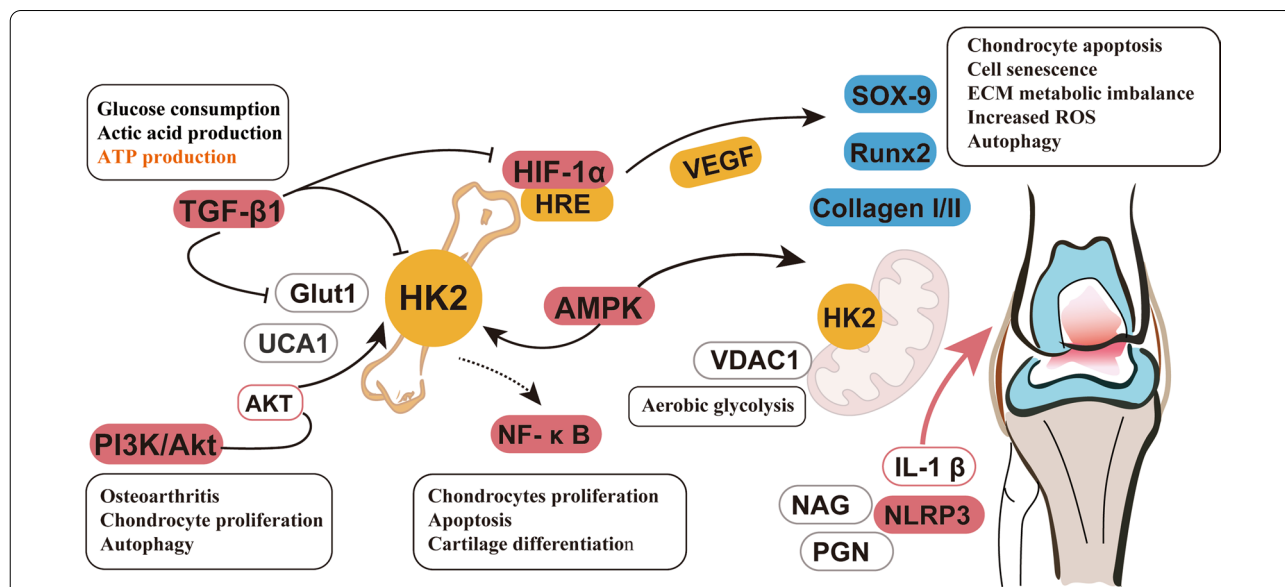 Glucose consumption
Actic acid production
ATP production
TGF-β1
Glut1
UCA1
AKT
PI3K/Akt
Osteoarthritis
Chondrocyte proliferation
Autophagy
HIF-1α
HRE
HK2
AMPK
NF- κ B
Chondrocytes proliferation
Apoptosis
Cartilage differentiation
VEGF
SOX-9
Runx2
Collagen I/II
Chondrocyte apoptosis
Cell senescence
ECM metabolic imbalance
Increased ROS
Autophagy
HK2
VDAC1
Aerobic glycolysis
IL-1 β
NAG
NLRP3
PGN